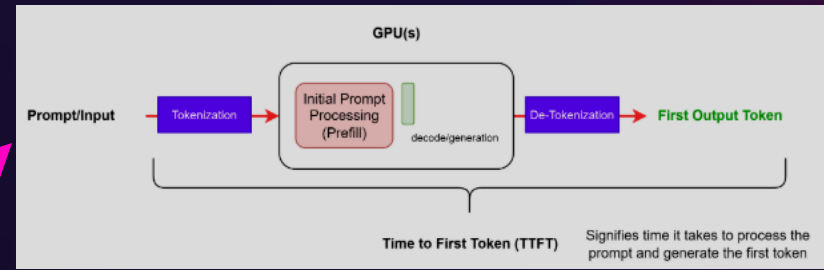 GPU(s)
Prompt/Input
Tokenization
Initial Prompt
Processing
(Prefill)
decode/generation
De-Tokenization
First Output Token
Time to First Token (TTFT)
Signifies time it takes to process the
prompt and generate the first token